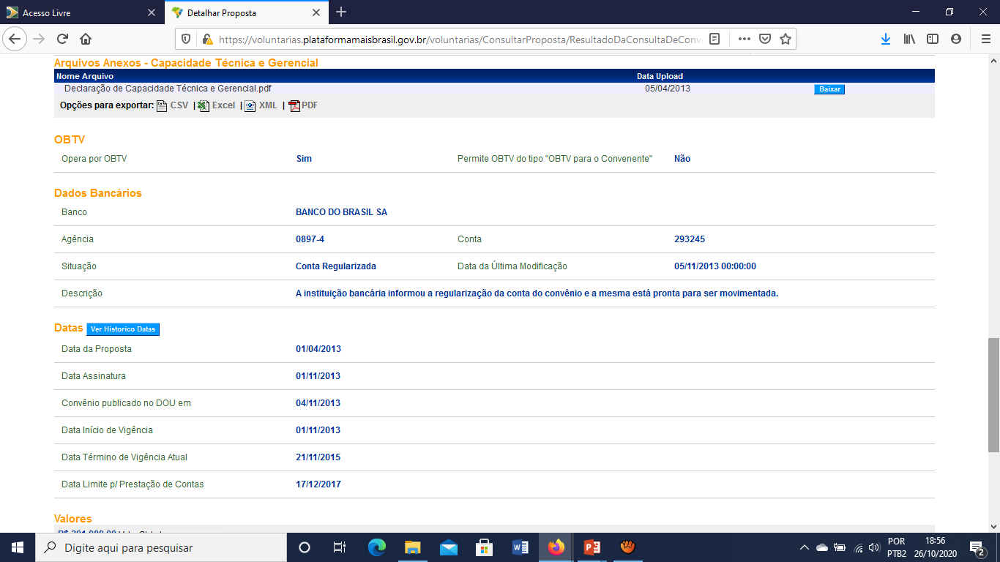 Acesso Livre
Detalhar Proposta
https://voluntarias.plataformamaisbrasil.gov.br/voluntarias/ConsultarProposta/ResultadoDaConsultaDeConve
Arquivos Anexos - Capacidade Técnica e Gerencial
Nome Arquivo Data Upload
Declaração de Capacidade Técnica e Gerencial.pdf 05/04/2013 Baixar
Opções para exportar: CSV | Excel | XML | PDF
OBTV
Opera por OBTV Sim Permite OBTV do tipo "OBTV para o Convenente" Não
Dados Bancários
Banco BANCO DO BRASIL SA
Agência 0897-4 Conta 293245
Situação Conta Regularizada Data da Última Modificação 05/11/2013 00:00:00
Descrição A instituição bancária informou a regularização da conta do convênio e a mesma está pronta para ser movimentada.
Datas Ver Historico Datas
Data da Proposta 01/04/2013
Data Assinatura 01/11/2013
Convênio publicado no DOU em 04/11/2013
Data Início de Vigência 01/11/2013
Data Término de Vigência Atual 21/11/2015
Data Limite p/ Prestação de Contas 17/12/2017
Valores
Digite aqui para pesquisar
POR 18:56
PTB2 26/10/2020 2